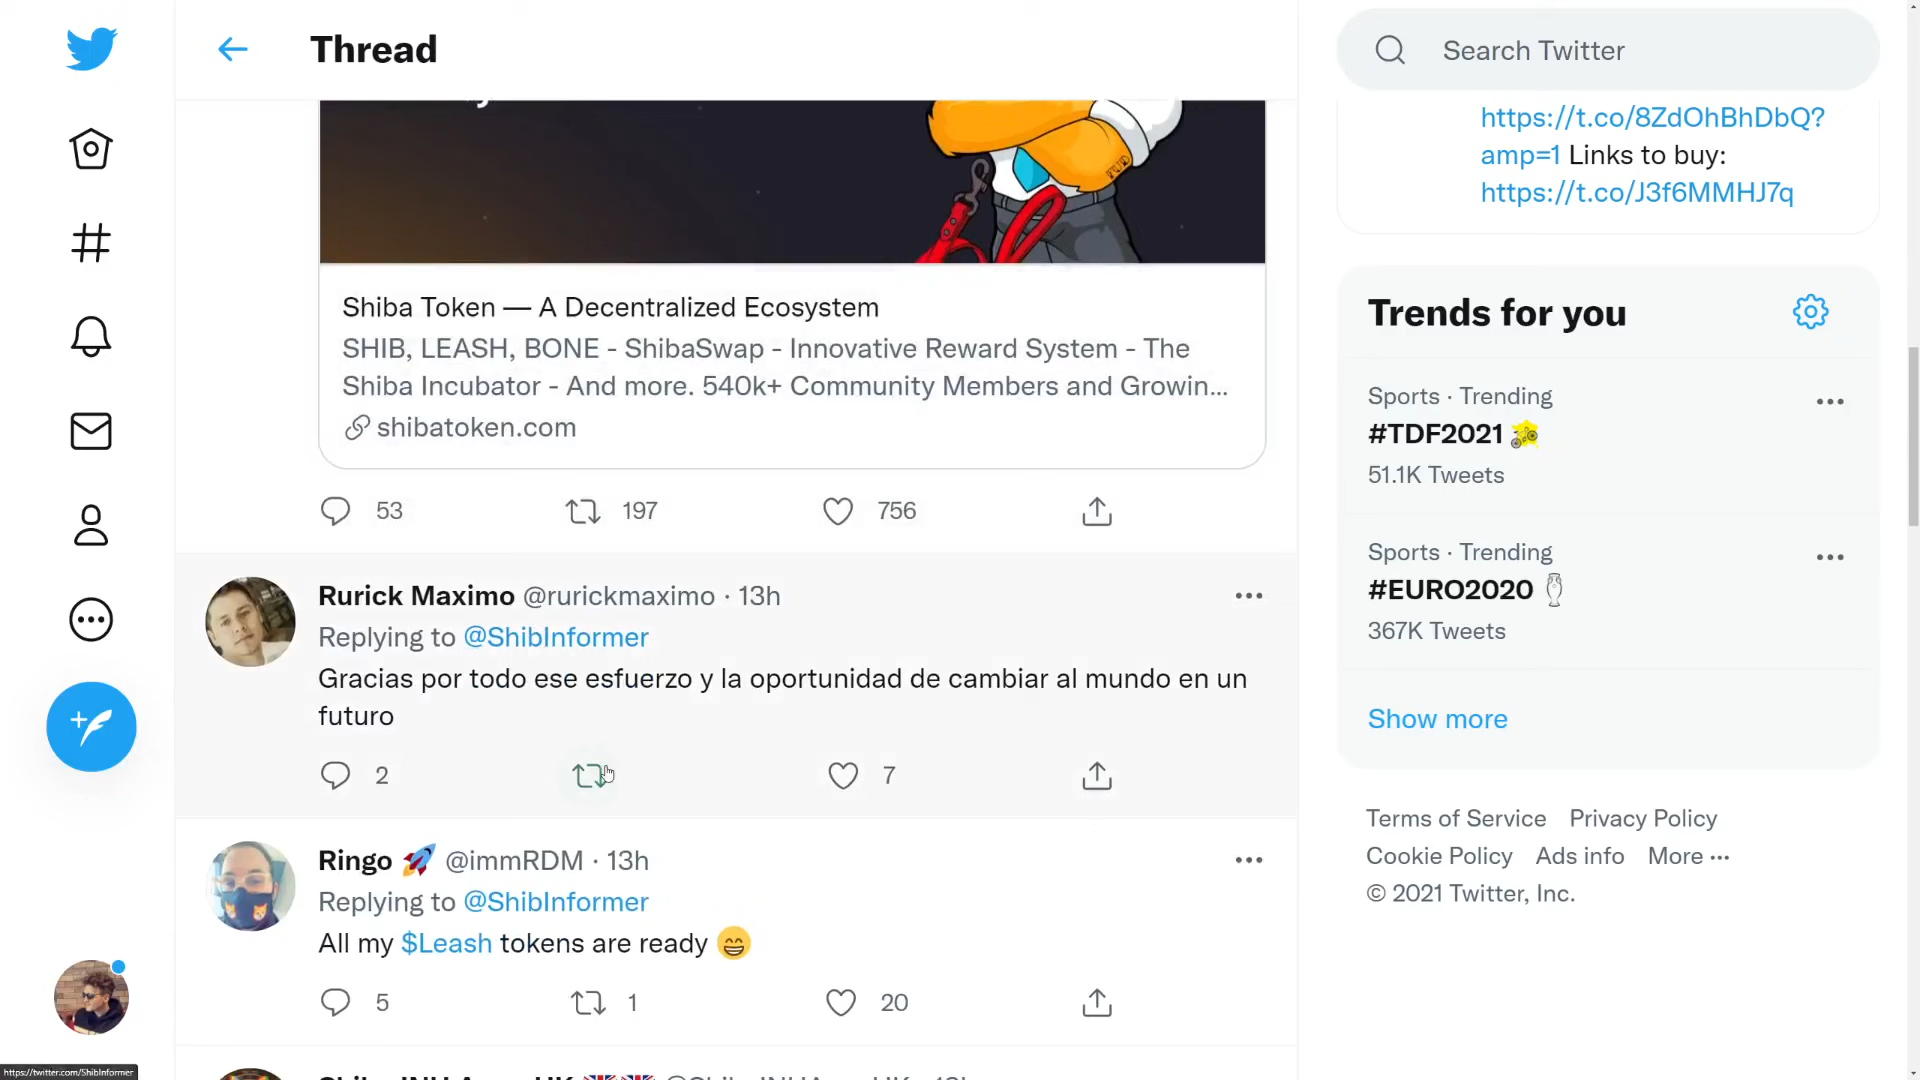 Thread
Search Twitter
https://t.co/8ZdOhBhDbQ?
amp=1 Links to buy:
https://t.co/J3f6MMHJ7q
FUD
Shiba Token — A Decentralized Ecosystem
SHIB, LEASH, BONE - ShibaSwap - Innovative Reward System - The
Shiba Incubator - And more. 540k+ Community Members and Growin...
shibatoken.com
53 197 756
Rurick Maximo @rurickmaximo · 13h
Replying to @ShibInformer
Gracias por todo ese esfuerzo y la oportunidad de cambiar al mundo en un
futuro
2 7
Ringo 🚀 @immRDM · 13h
Replying to @ShibInformer
All my $Leash tokens are ready 😁
5 1 20
Trends for you
Sports · Trending
#TDF2021
51.1K Tweets
Sports · Trending
#EURO2020
367K Tweets
Show more
Terms of Service Privacy Policy
Cookie Policy Ads info More ···
© 2021 Twitter, Inc.
https://twitter.com/ShibInformer